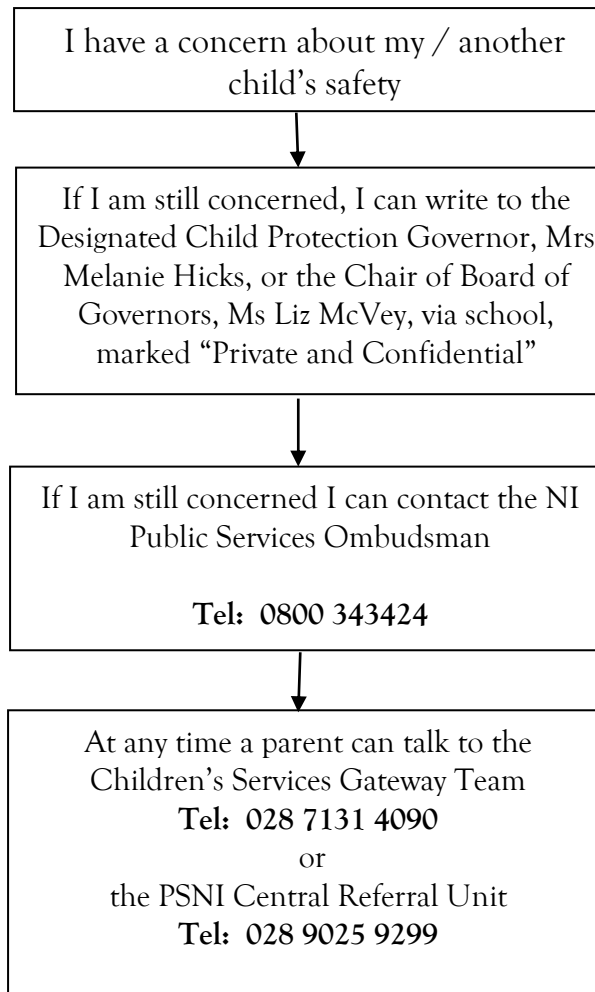 I have a concern about my / another
child’s safety
If I am still concerned, I can write to the
Designated Child Protection Governor, Mrs
Melanie Hicks, or the Chair of Board of
Governors, Ms Liz McVey, via school,
marked “Private and Confidential”
If I am still concerned I can contact the NI
Public Services Ombudsman
Tel: 0800 343424
At any time a parent can talk to the
Children’s Services Gateway Team
Tel: 028 7131 4090
or
the PSNI Central Referral Unit
Tel: 028 9025 9299